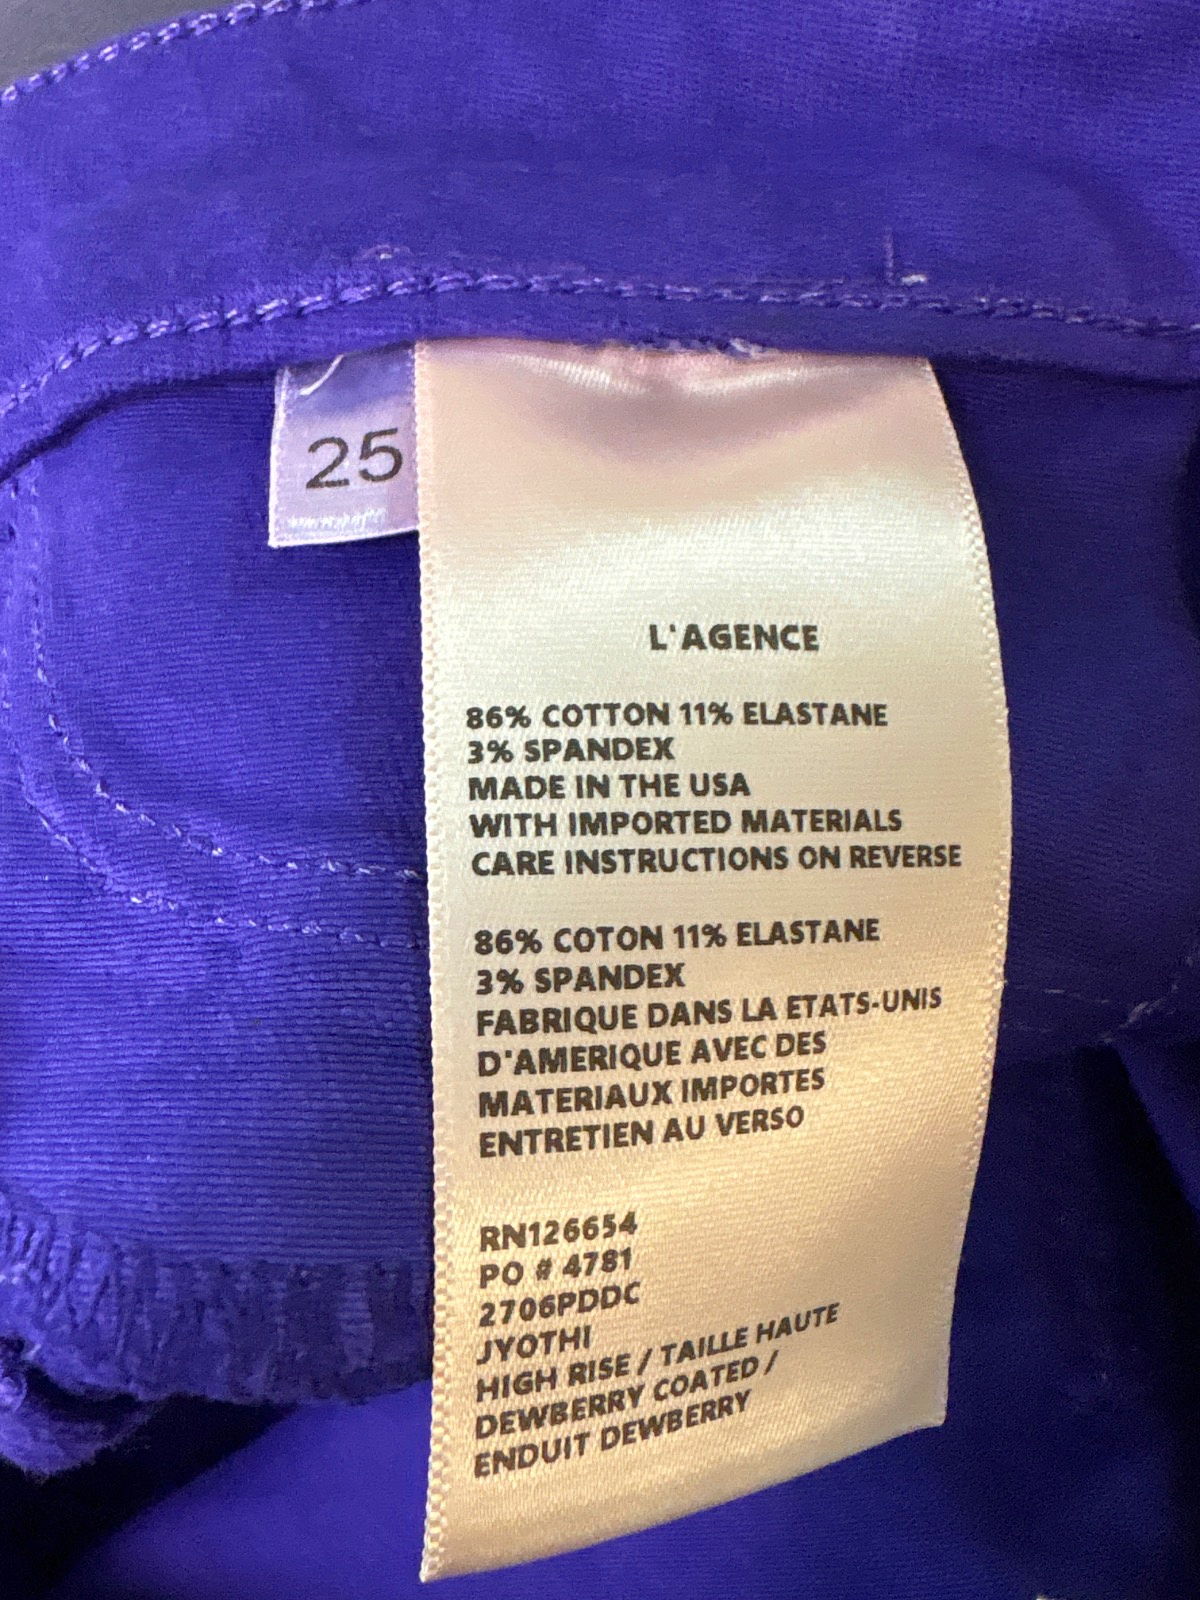 25
L'AGENCE
86% COTTON 11% ELASTANE
3% SPANDEX
MADE IN THE USA
WITH IMPORTED MATERIALS
CARE INSTRUCTIONS ON REVERSE
86% COTON 11% ELASTANE
3% SPANDEX
FABRIQUE DANS LA ETATS-UNIS
D'AMERIQUE AVEC DES
MATERIAUX IMPORTES
ENTRETIEN AU VERSO
RN126654
PO # 4781
2706PDDC
JYOTHI
HIGH RISE / TAILLE HAUTE
DEWBERRY COATED /
ENDUIT DEWBERRY